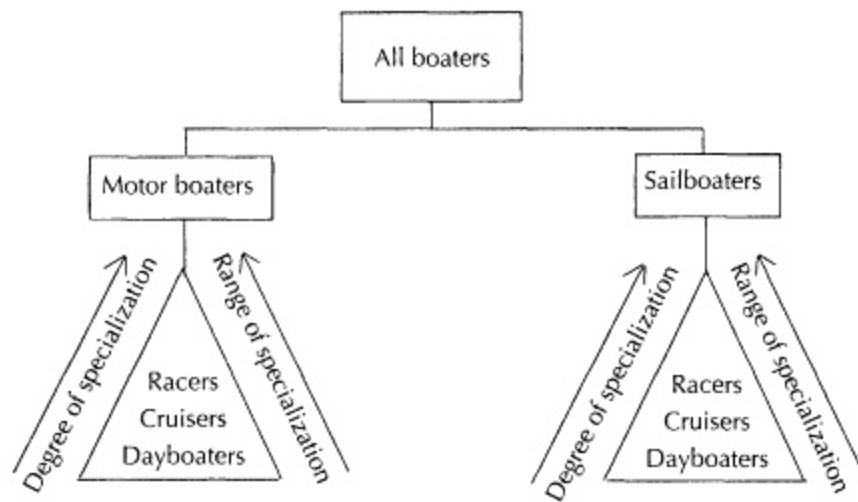 All boaters
Motor boaters
Sailboaters
Degree of specialization
Range of specialization
Racers
Cruisers
Dayboaters
Degree of specialization
Range of specialization
Racers
Cruisers
Dayboaters